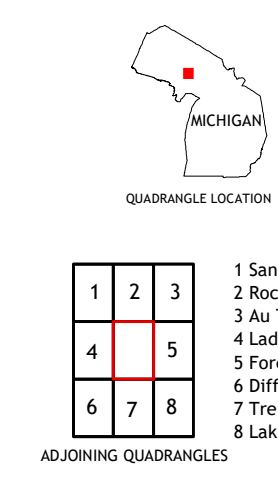 MICHIGAN
QUADRANGLE LOCATION
1 2 3
4 5
6 7 8
ADJOINING QUADRANGLES
1 San
2 Roc
3 Au
4 Lad
5 Fore
6 Diff
7 Tre
8 Lak